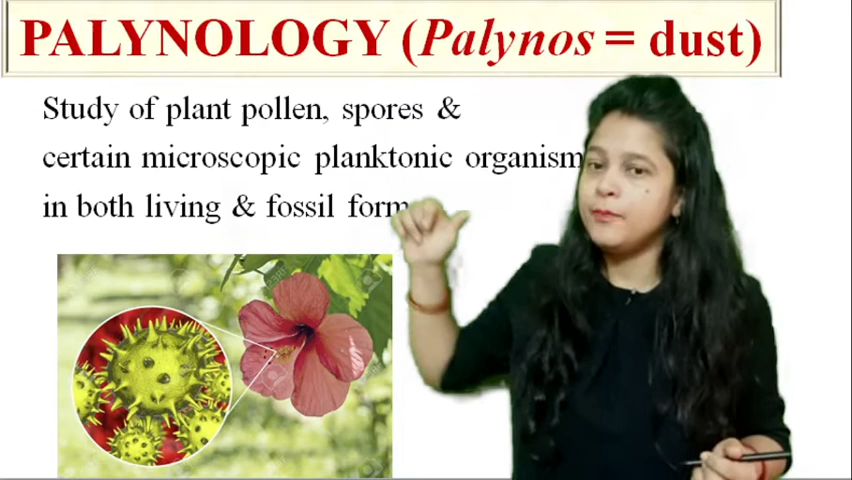 PALYNOLOGY (Palynos = dust)
Study of plant pollen, spores &
certain microscopic planktonic organism
in both living & fossil form